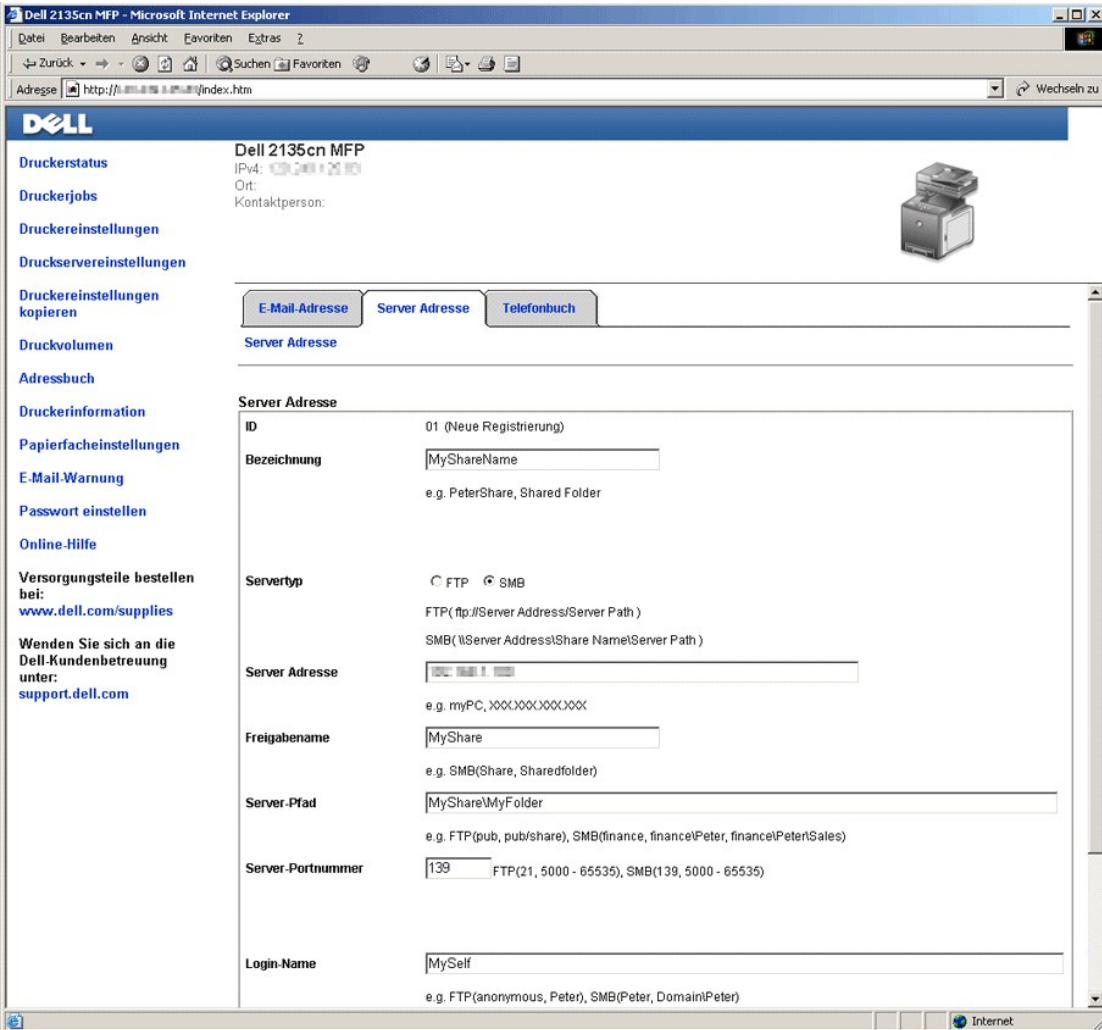 Dell 2135cn MFP - Microsoft Internet Explorer
Datei Bearbeiten Ansicht Favoriten Extras ?
Zurück Suchen Favoriten
Adresse http:// /index.htm Wechseln zu
DELL
Dell 2135cn MFP
IPv4:
Ort:
Kontaktperson:
Druckerstatus
Druckerjobs
Druckereinstellungen
Druckservereinstellungen
Druckereinstellungen
kopieren
Druckvolumen
Adressbuch
Druckerinformation
Papierfacheinstellungen
E-Mail-Warnung
Passwort einstellen
Online-Hilfe
Versorgungsteile bestellen
bei:
www.dell.com/supplies
Wenden Sie sich an die
Dell-Kundenbetreuung
unter:
support.dell.com
E-Mail-Adresse Server Adresse Telefonbuch
Server Adresse
Server Adresse
ID 01 (Neue Registrierung)
Bezeichnung MyShareName
e.g. PeterShare, Shared Folder
Servertyp FTP SMB
FTP( ftp://Server Address/Server Path )
SMB( \\Server Address\Share Name\Server Path )
Server Adresse
e.g. myPC, XXX.XXX.XXX.XXX
Freigabename MyShare
e.g. SMB(Share, Sharedfolder)
Server-Pfad MyShare\MyFolder
e.g. FTP(pub, pub/share), SMB(finance, finance\Peter, finance\Peter\Sales)
Server-Portnummer 139 FTP(21, 5000 - 65535), SMB(139, 5000 - 65535)
Login-Name MySelf
e.g. FTP(anonymous, Peter), SMB(Peter, Domain\Peter)
Internet